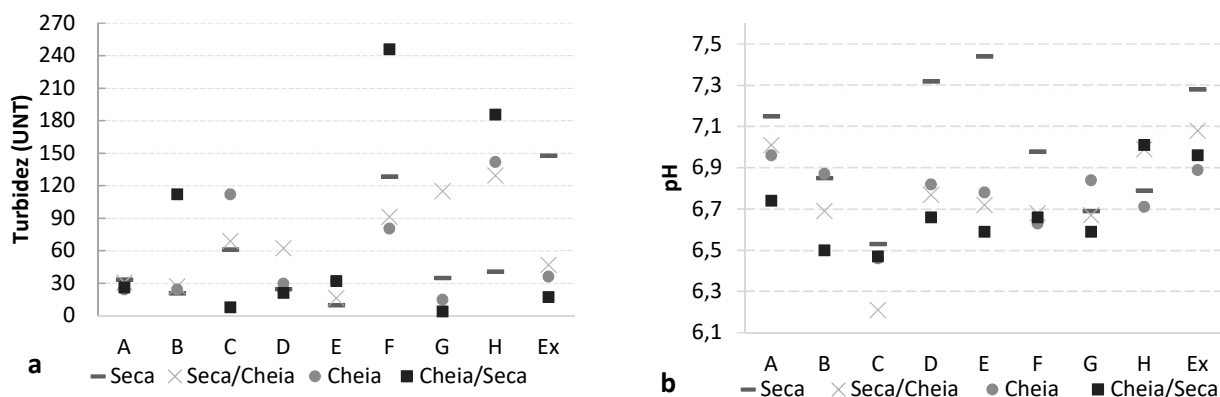 270
240
210
180
150
120
90
60
30
0
Turbidez (UNT)
A B C D E F G H Ex
a
Seca Seca/Cheia Cheia Cheia/Seca
7,5
7,3
7,1
6,9
6,7
6,5
6,3
6,1
pH
A B C D E F G H Ex
b
Seca Seca/Cheia Cheia Cheia/Seca